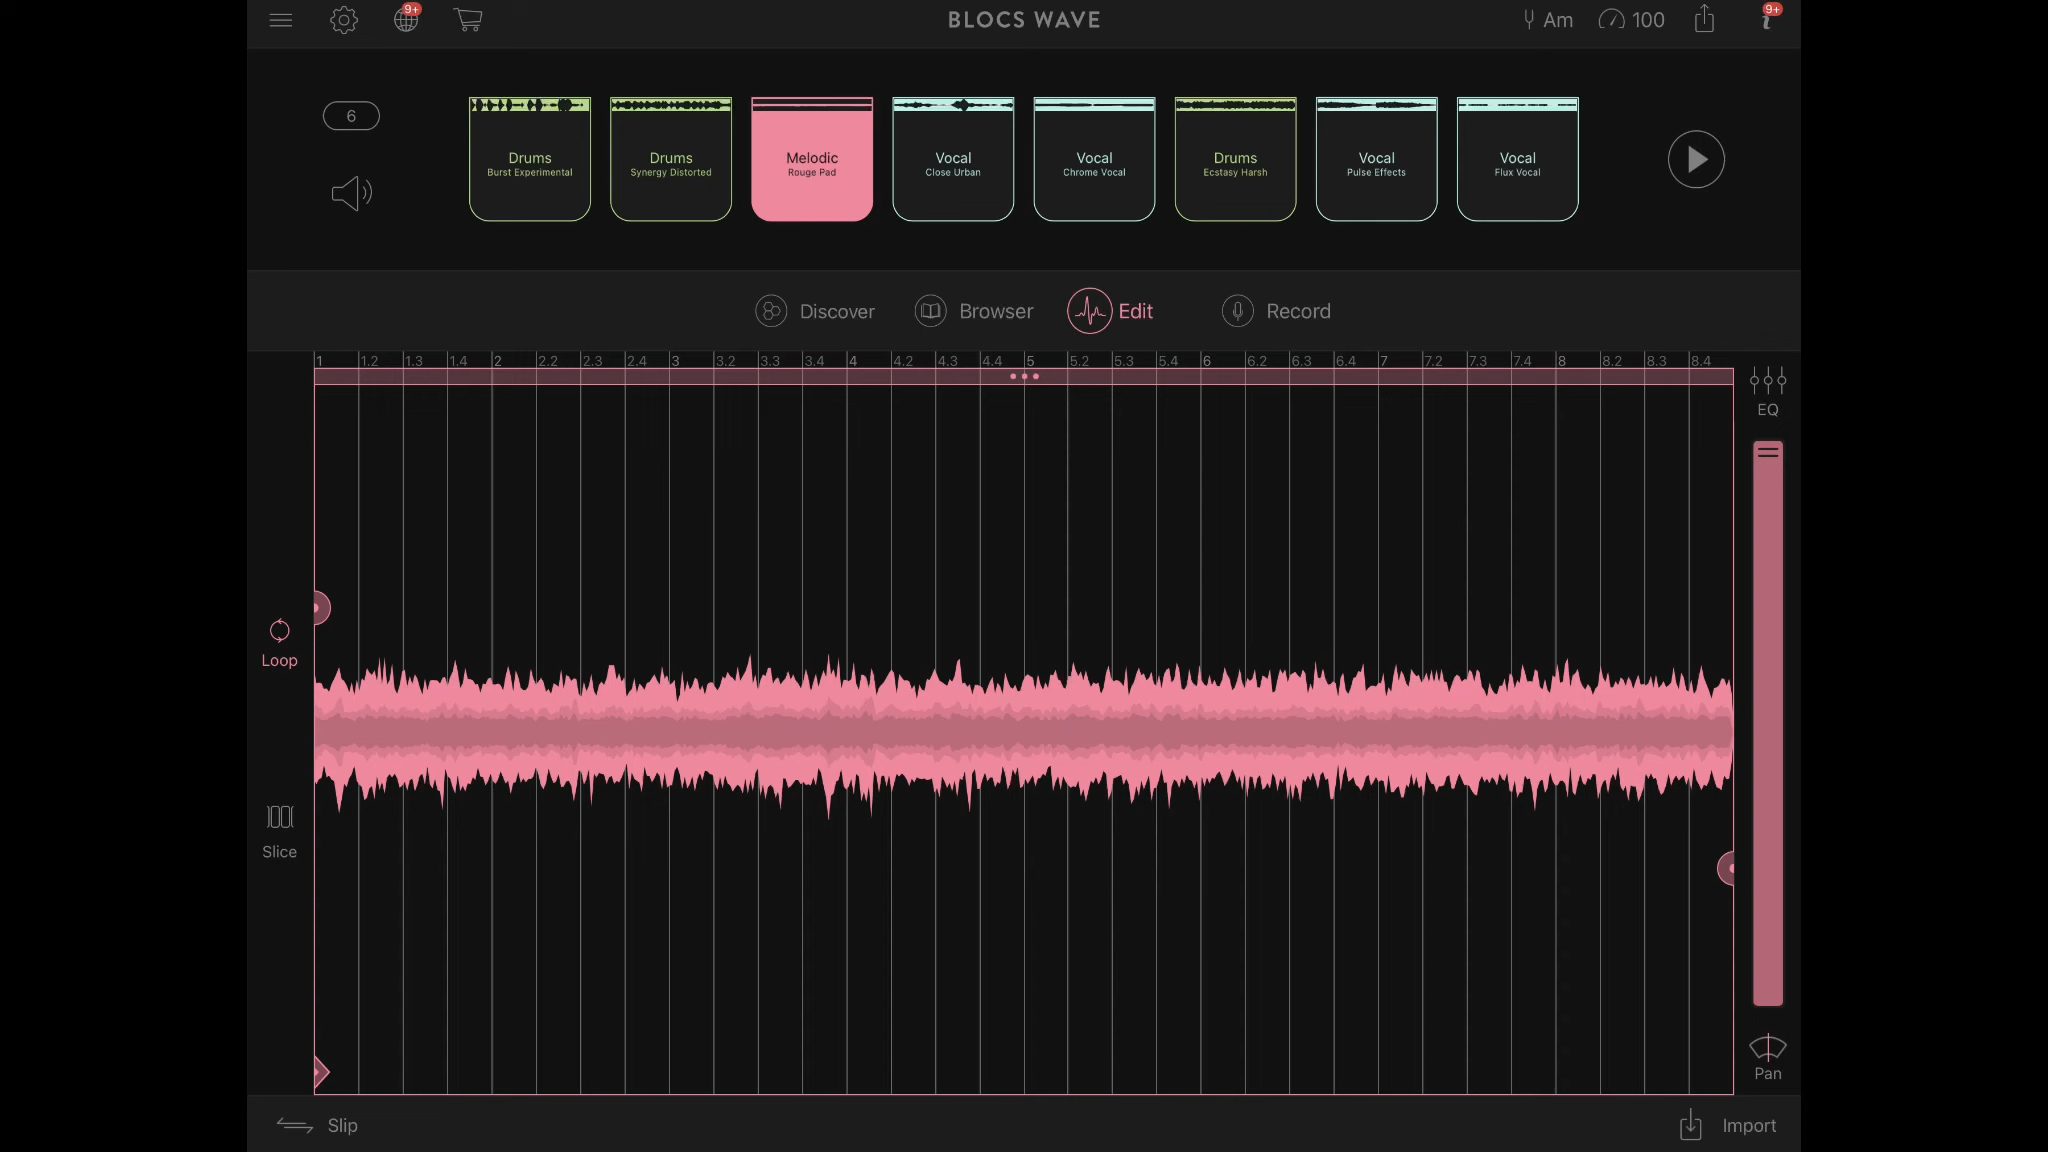 9+
BLOCS WAVE
Am
100
9+
6
Drums
Burst Experimental
Drums
Synergy Distorted
Melodic
Rouge Pad
Vocal
Close Urban
Vocal
Chrome Vocal
Drums
Ecstasy Harsh
Vocal
Pulse Effects
Vocal
Flux Vocal
Discover
Browser
Edit
Record
1 1.2 1.3 1.4 2 2.2 2.3 2.4 3 3.2 3.3 3.4 4 4.2 4.3 4.4 5 5.2 5.3 5.4 6 6.2 6.3 6.4 7 7.2 7.3 7.4 8 8.2 8.3 8.4
EQ
Loop
Slice
Pan
Slip
Import